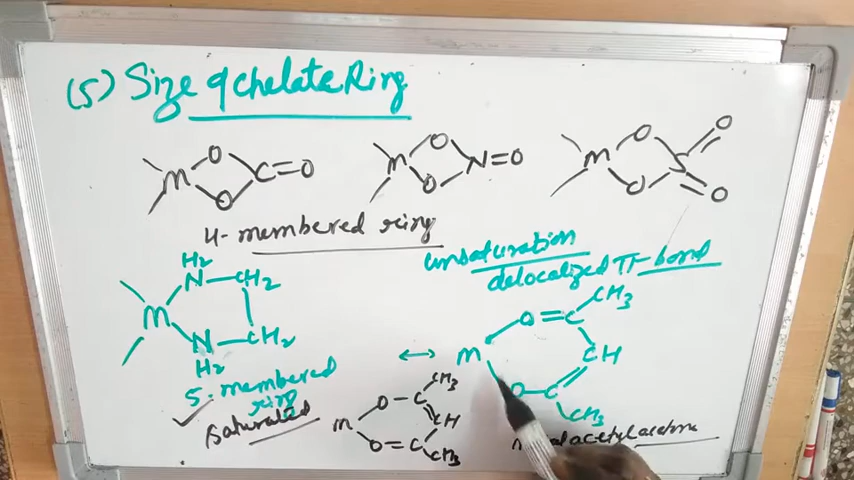 (5) Size of Chelate Ring
M O O C=O
M O O N=O
M O O S O O
4-membered ring
unsaturation
delocalized π-bond
M N H2 CH2
N H2 CH2
5-membered ring
saturated
M O=C CH3
CH
O-C CH3
M O-C CH3
CH
O=C CH3
acetylacetone